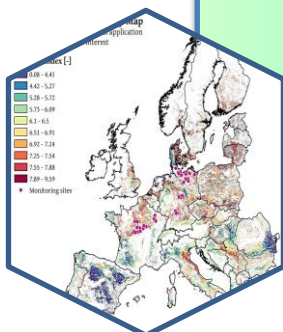 Map
application
interest
ndex [-]
0.08 - 4.41
4.42 - 5.27
5.28 - 5.72
5.73 - 6.09
6.1 - 6.5
6.51 - 6.91
6.92 - 7.24
7.25 - 7.54
7.55 - 7.88
7.89 - 9.59
Monitoring sites